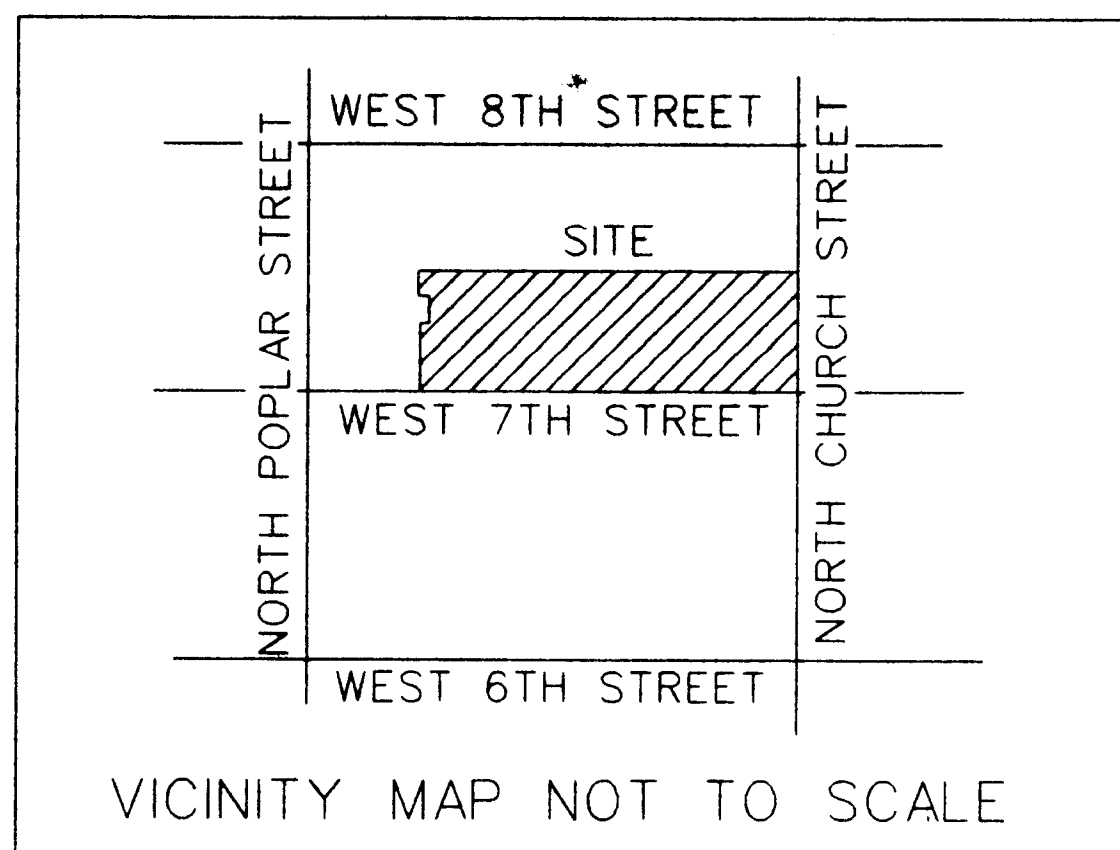 WEST 8TH STREET
NORTH POPLAR STREET
SITE
NORTH CHURCH STREET
WEST 7TH STREET
WEST 6TH STREET
VICINITY MAP NOT TO SCALE